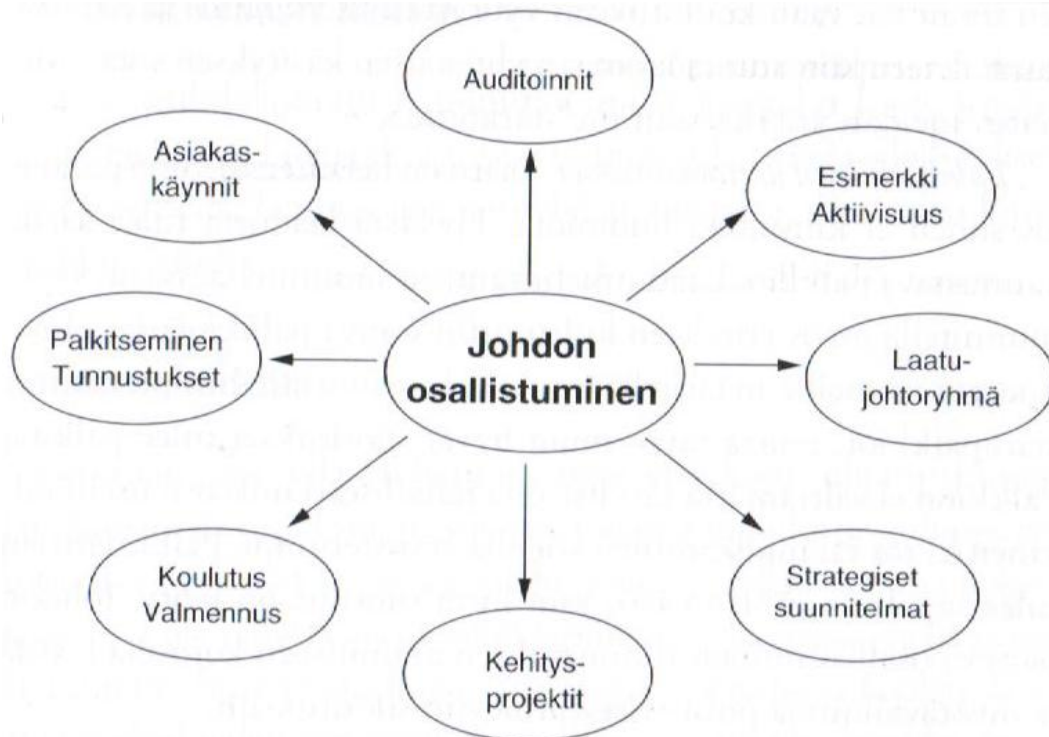 Auditoinnit
Asiakas-
käynnit
Esimerkki
Aktiivisuus
Palkitseminen
Tunnustukset
Johdon
osallistuminen
Laatu-
johtoryhmä
Koulutus
Valmennus
Strategiset
suunnitelmat
Kehitys-
projektit